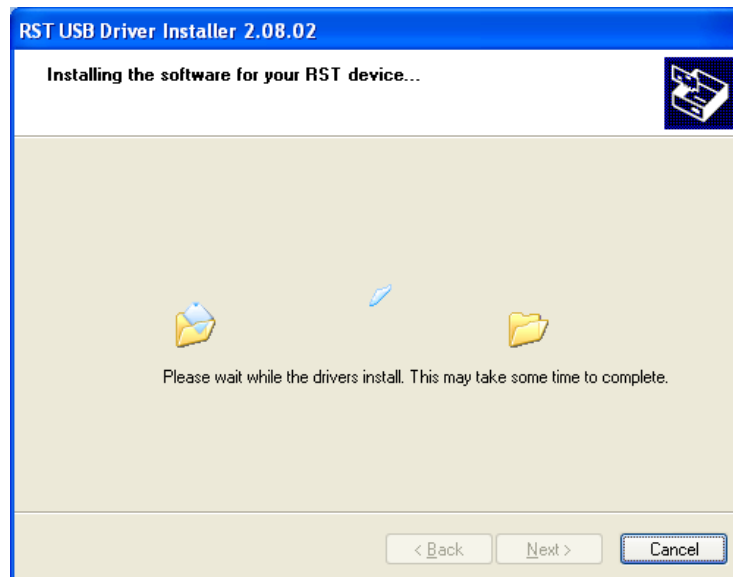 RST USB Driver Installer 2.08.02
Installing the software for your RST device...
Please wait while the drivers install. This may take some time to complete.
< Back
Next >
Cancel